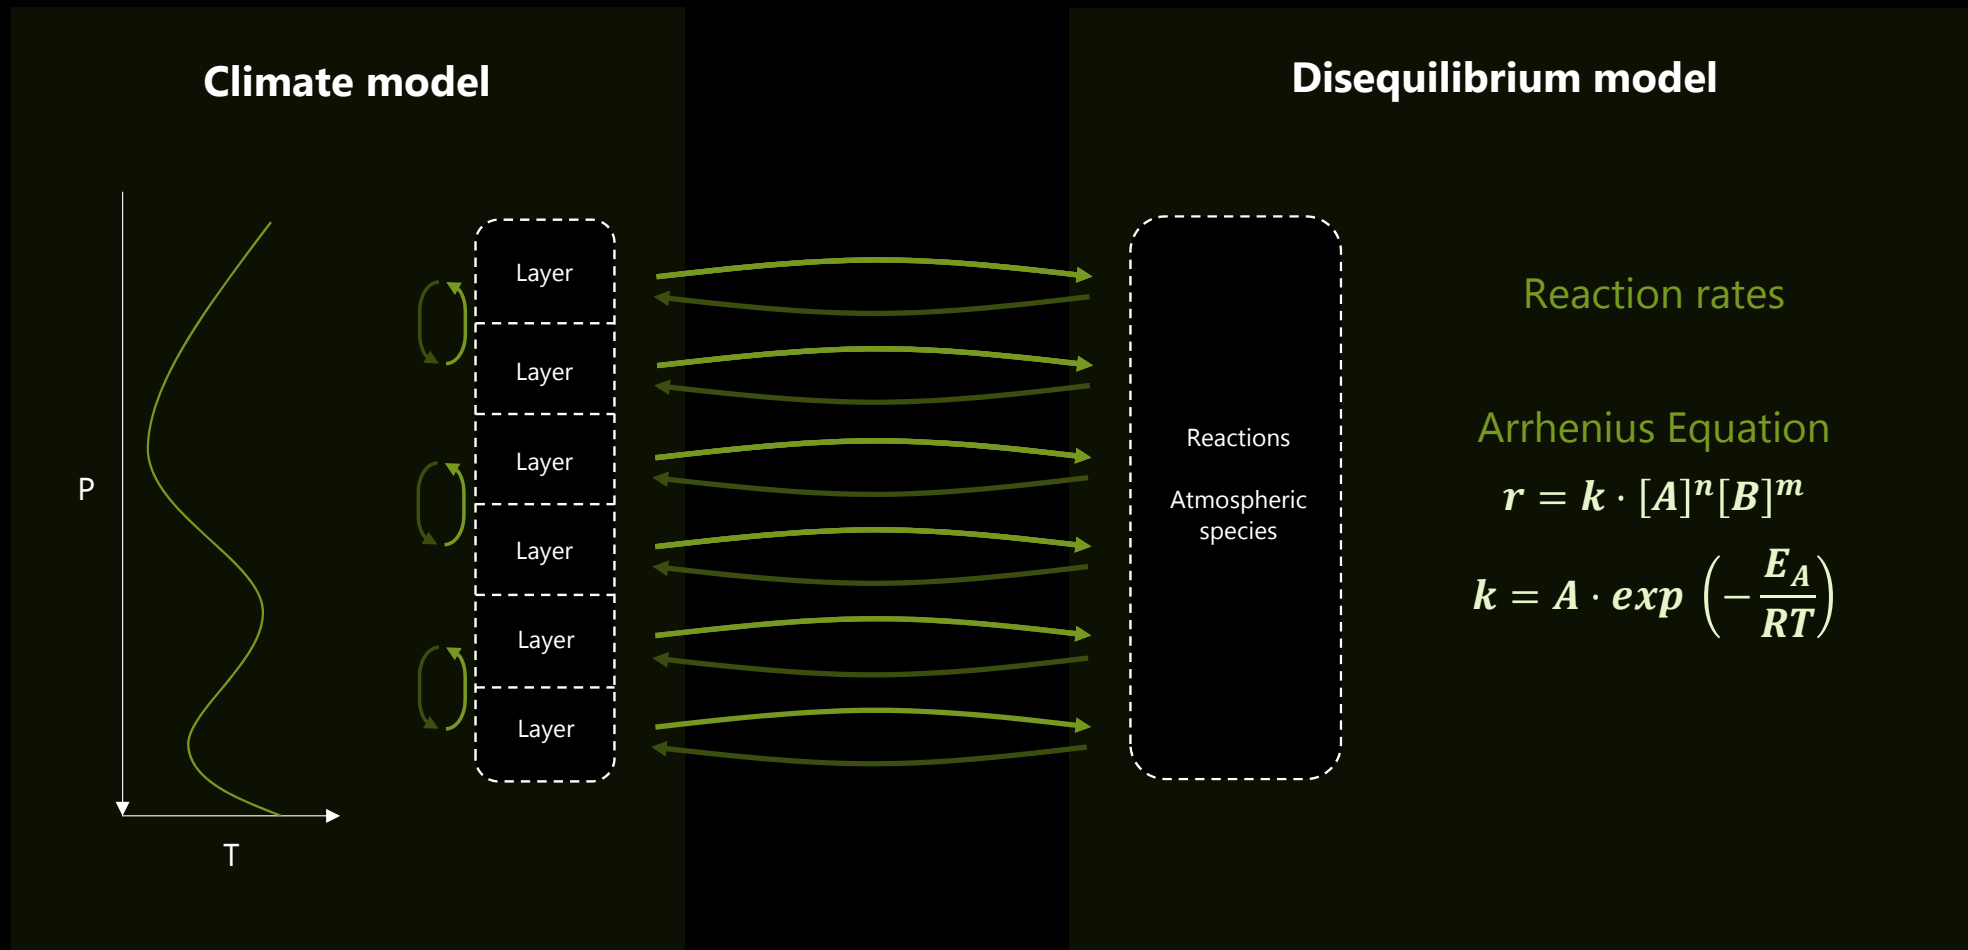 Climate model
P
T
Layer
Layer
Layer
Layer
Layer
Layer
Disequilibrium model
Reactions
Atmospheric
species
Reaction rates
Arrhenius Equation
r = k · [A]ⁿ[B]ᵐ
k = A · exp (−E_A/RT)